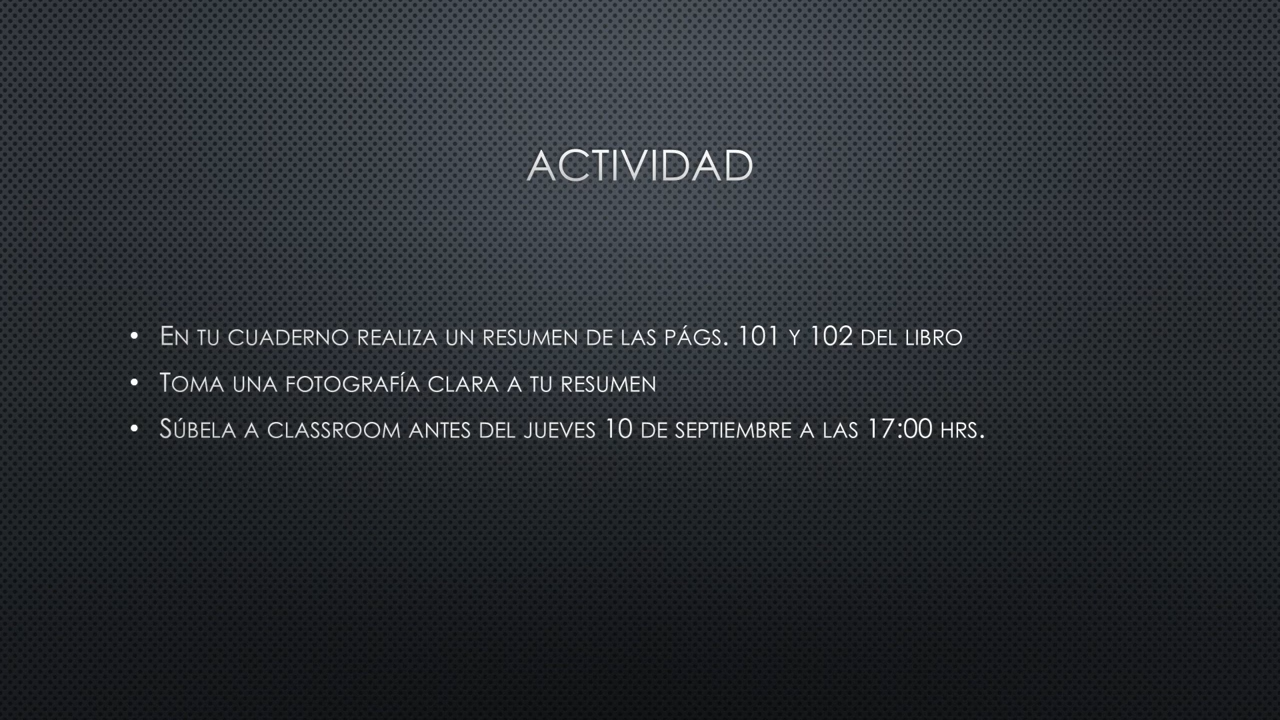 ACTIVIDAD
• En tu cuaderno realiza un resumen de las págs. 101 y 102 del libro
• Toma una fotografía clara a tu resumen
• Súbela a classroom antes del jueves 10 de septiembre a las 17:00 hrs.